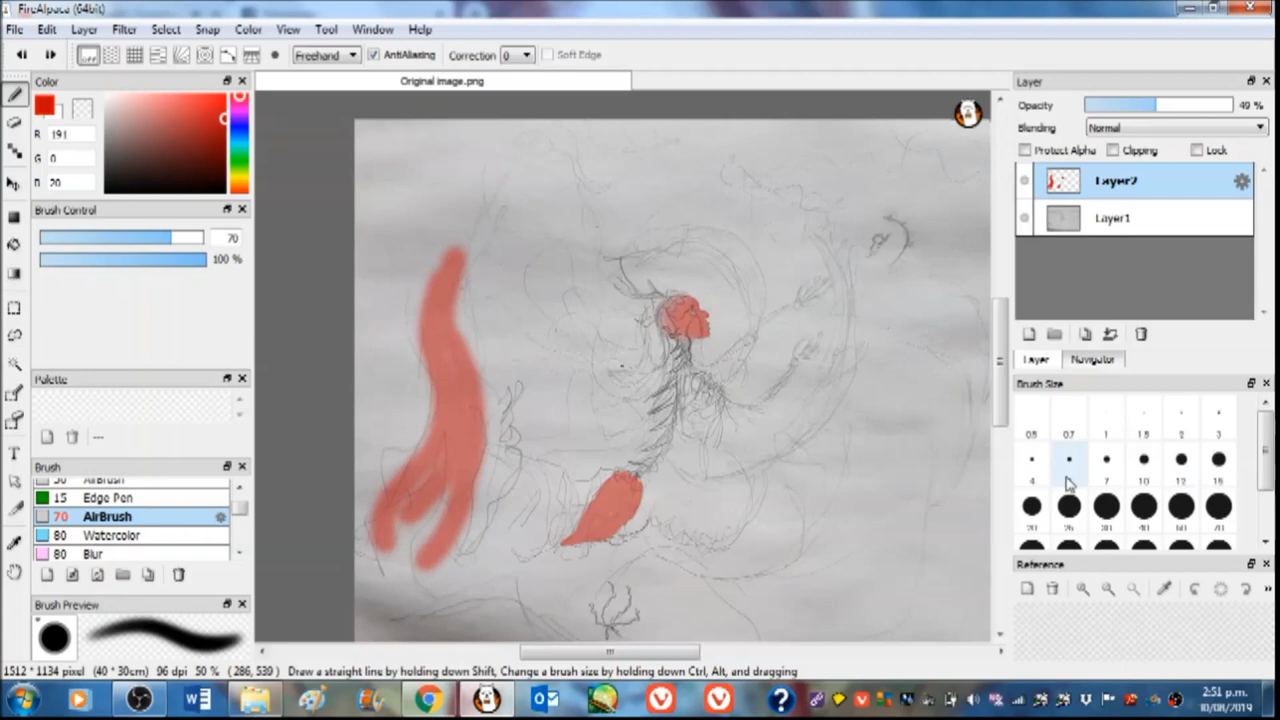 FireAlpaca (64bit)
File Edit Layer Filter Select Snap Color View Tool Window Help
OFF Freehand AntiAliasing Correction 0 Soft Edge
Color
R 191
G 0
B 20
Brush Control
70
100 %
Palette
---
Brush
AirBrush
15 Edge Pen
70 AirBrush
80 Watercolor
80 Blur
Brush Preview
Original image.png
Layer
Opacity 49 %
Blending Normal
Protect Alpha Clipping Lock
Layer2
Layer1
Layer Navigator
Brush Size
0.5 0.7 1 1.5 2 3
4 7 10 12 15
20 25 30 40 50 70
Reference
1512 * 1134 pixel (40 * 30cm) 96 dpi 50 % (286, 539) Draw a straight line by holding down Shift, Change a brush size by holding down Ctrl, Alt, and dragging
2:51 p.m.
10/08/2019